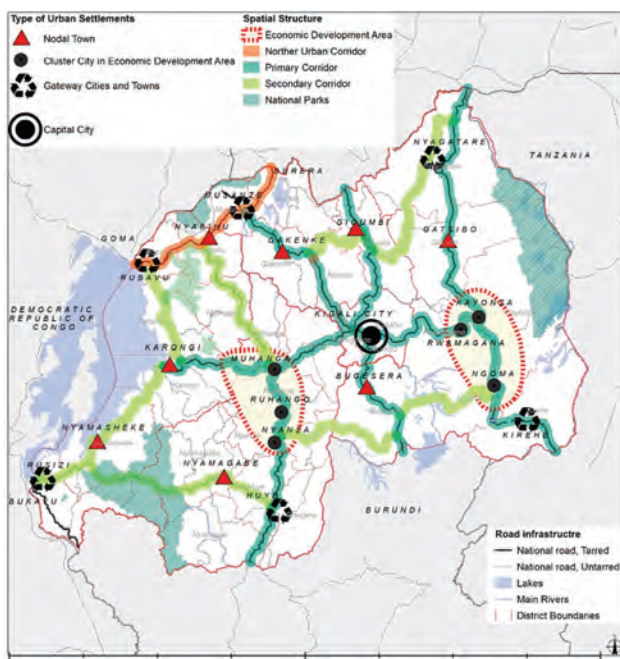 Type of Urban Settlements
Nodal Town
Cluster City in Economic Development Area
Gateway Cities and Towns
Capital City
Spatial Structure
Economic Development Area
Norther Urban Corridor
Primary Corridor
Secondary Corridor
National Parks
NYAGATARE
TANZANIA
BURERA
MUSANZE
GICUMBI
GATSIBO
NYABIHU
GAKENKE
GOMA
RUBAVU
KAYONZA
DEMOCRATIC
REPUBLIC OF
CONGO
KIGALI CITY
RWAMAGANA
KARONGI
MUHANGA
BUGESERA
NGOMA
RUHANGO
NYAMASHEKE
NYANZA
KIREHE
RUSIZI
NYAMAGABE
BUKAVU
HUYE
BURUNDI
Road infrastructre
National road, Tarred
National road, Untarred
Lakes
Main Rivers
District Boundaries